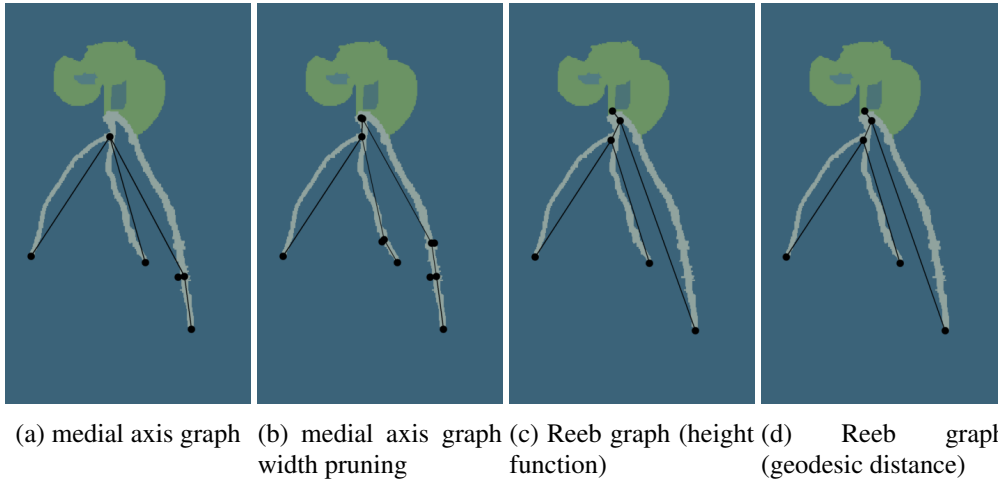 (a) medial axis graph
(b) medial axis graph
width pruning
(c) Reeb graph (height
function)
(d) Reeb graph
(geodesic distance)